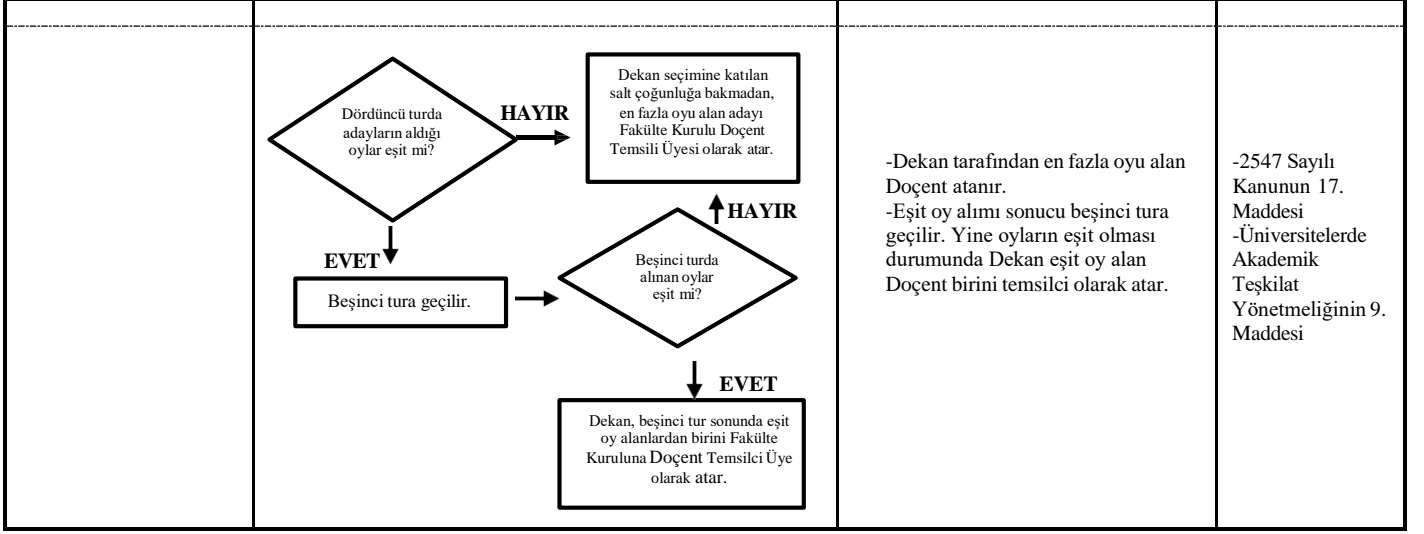 Dördüncü turda
adayların aldığı
oylar eşit mi?
HAYIR
Dekan seçimine katılan
salt çoğunluğa bakmadan,
en fazla oyu alan adayı
Fakülte Kurulu Doçent
Temsili Üyesi olarak atar.
EVET
Beşinci tura geçilir.
HAYIR
Beşinci turda
alınan oylar
eşit mi?
EVET
Dekan, beşinci tur sonunda eşit
oy alanlardan birini Fakülte
Kuruluna Doçent Temsilci Üye
olarak atar.
-Dekan tarafından en fazla oyu alan
Doçent atanır.
-Eşit oy alımı sonucu beşinci tura
geçilir. Yine oyların eşit olması
durumunda Dekan eşit oy alan
Doçent birini temsilci olarak atar.
-2547 Sayılı
Kanunun 17.
Maddesi
-Üniversitelerde
Akademik
Teşkilat
Yönetmeliğinin 9.
Maddesi